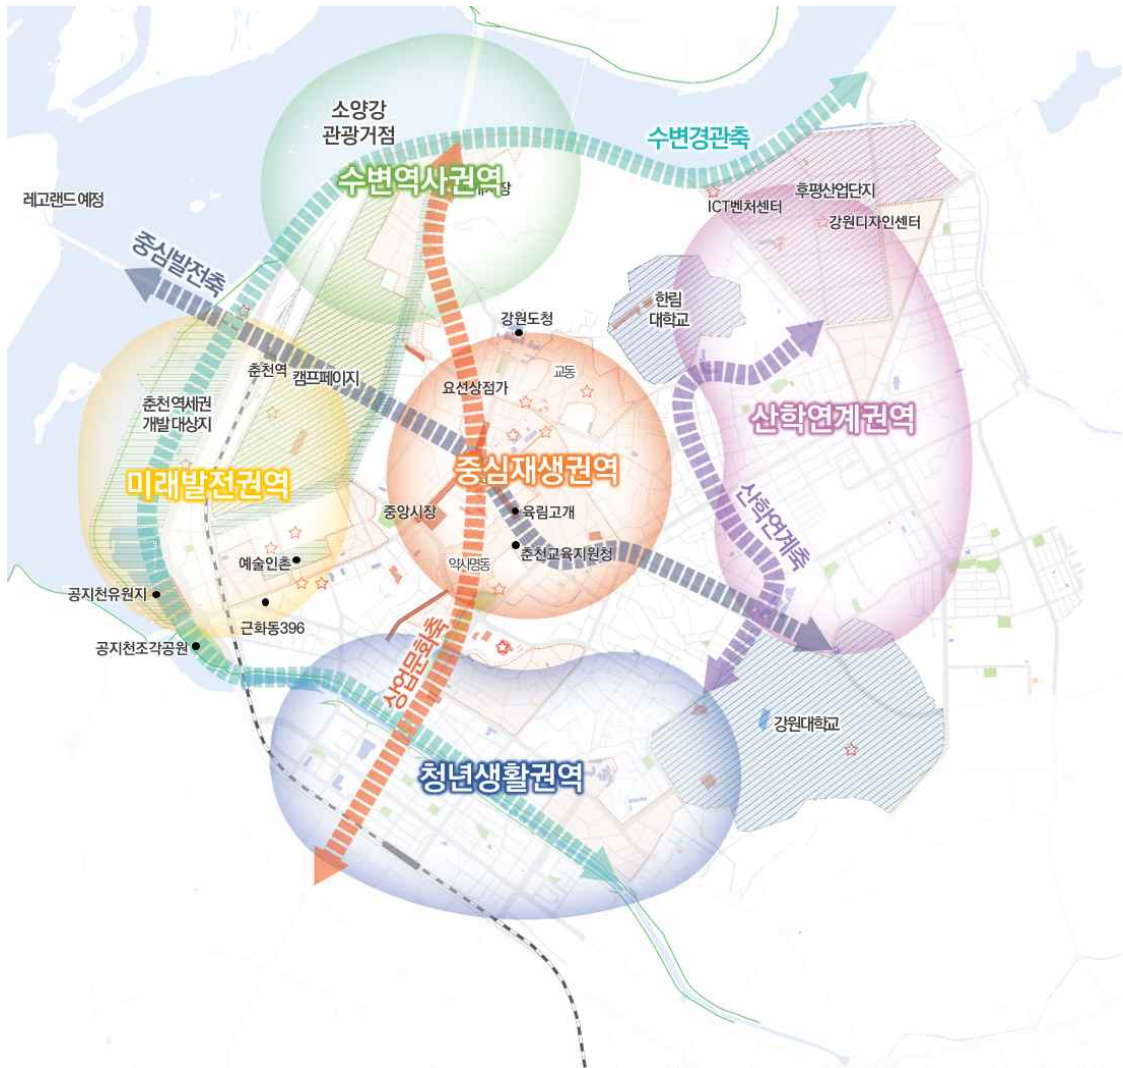 소양강
관광거점
수변경관축
수변역사권역
레고랜드 예정
후평산업단지
ICT벤처센터
강원디자인센터
중심발전축
한림
대학교
강원도청
춘천역
캠프페이지
요선상점가
교동
춘천 역세권
개발 대상지
산학연계권역
중심재생권역
미래발전권역
중앙시장
육림고개
산학연계축
춘천교육지원청
예술인촌
약사명동
공지천유원지
근화동396
공지천조각공원
상업문화축
강원대학교
청년생활권역